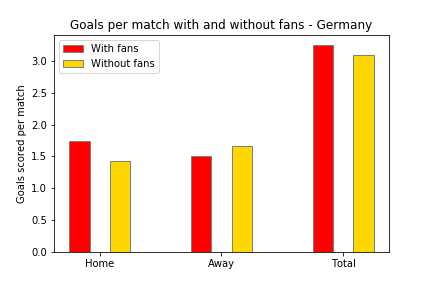 Goals per match with and without fans - Germany
With fans
Without fans
Goals scored per match
3.0
2.5
2.0
1.5
1.0
0.5
0.0
Home Away Total